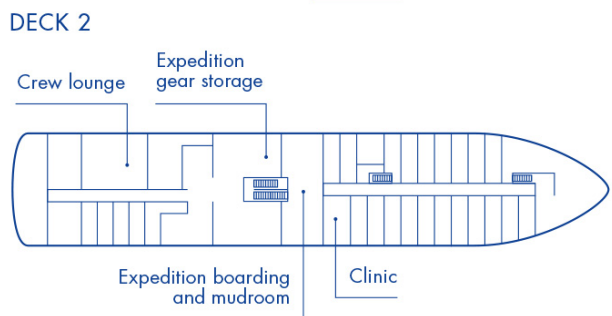 DECK 2
Crew lounge
Expedition
gear storage
Expedition boarding
and mudroom
Clinic